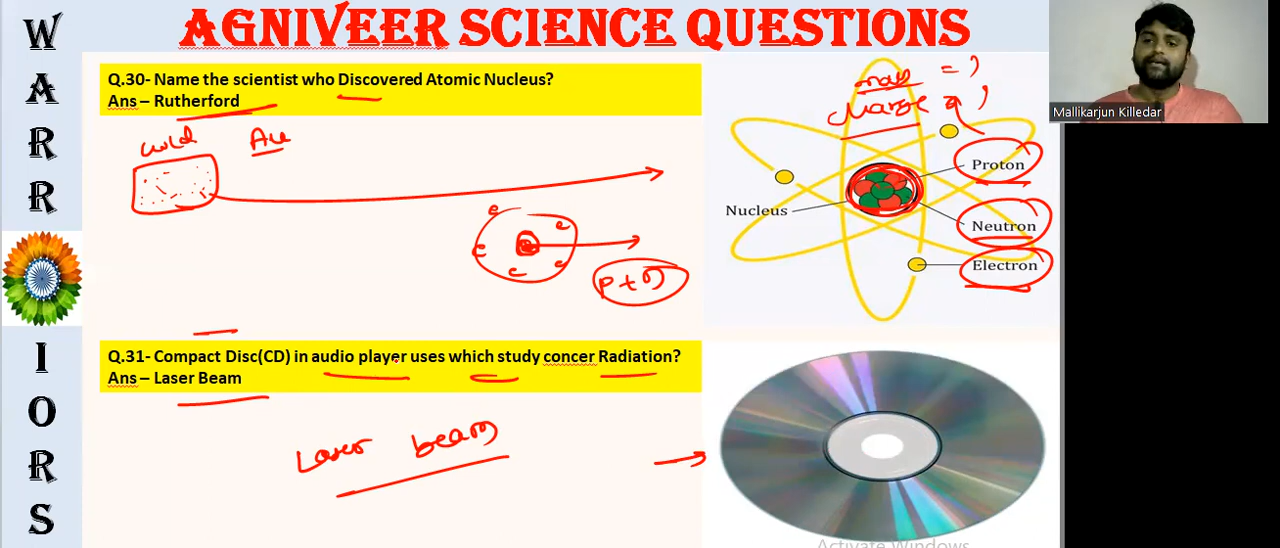 WARRIORS
AGNIVEER SCIENCE QUESTIONS
Q.30- Name the scientist who Discovered Atomic Nucleus?
Ans – Rutherford
Gold Au
e
e
e
e
e
p+n
mass =)
charge =)
Proton
Nucleus
Neutron
Electron
Mallikarjun Killedar
Q.31- Compact Disc(CD) in audio player uses which study concer Radiation?
Ans – Laser Beam
Laser beam
Activate Windows